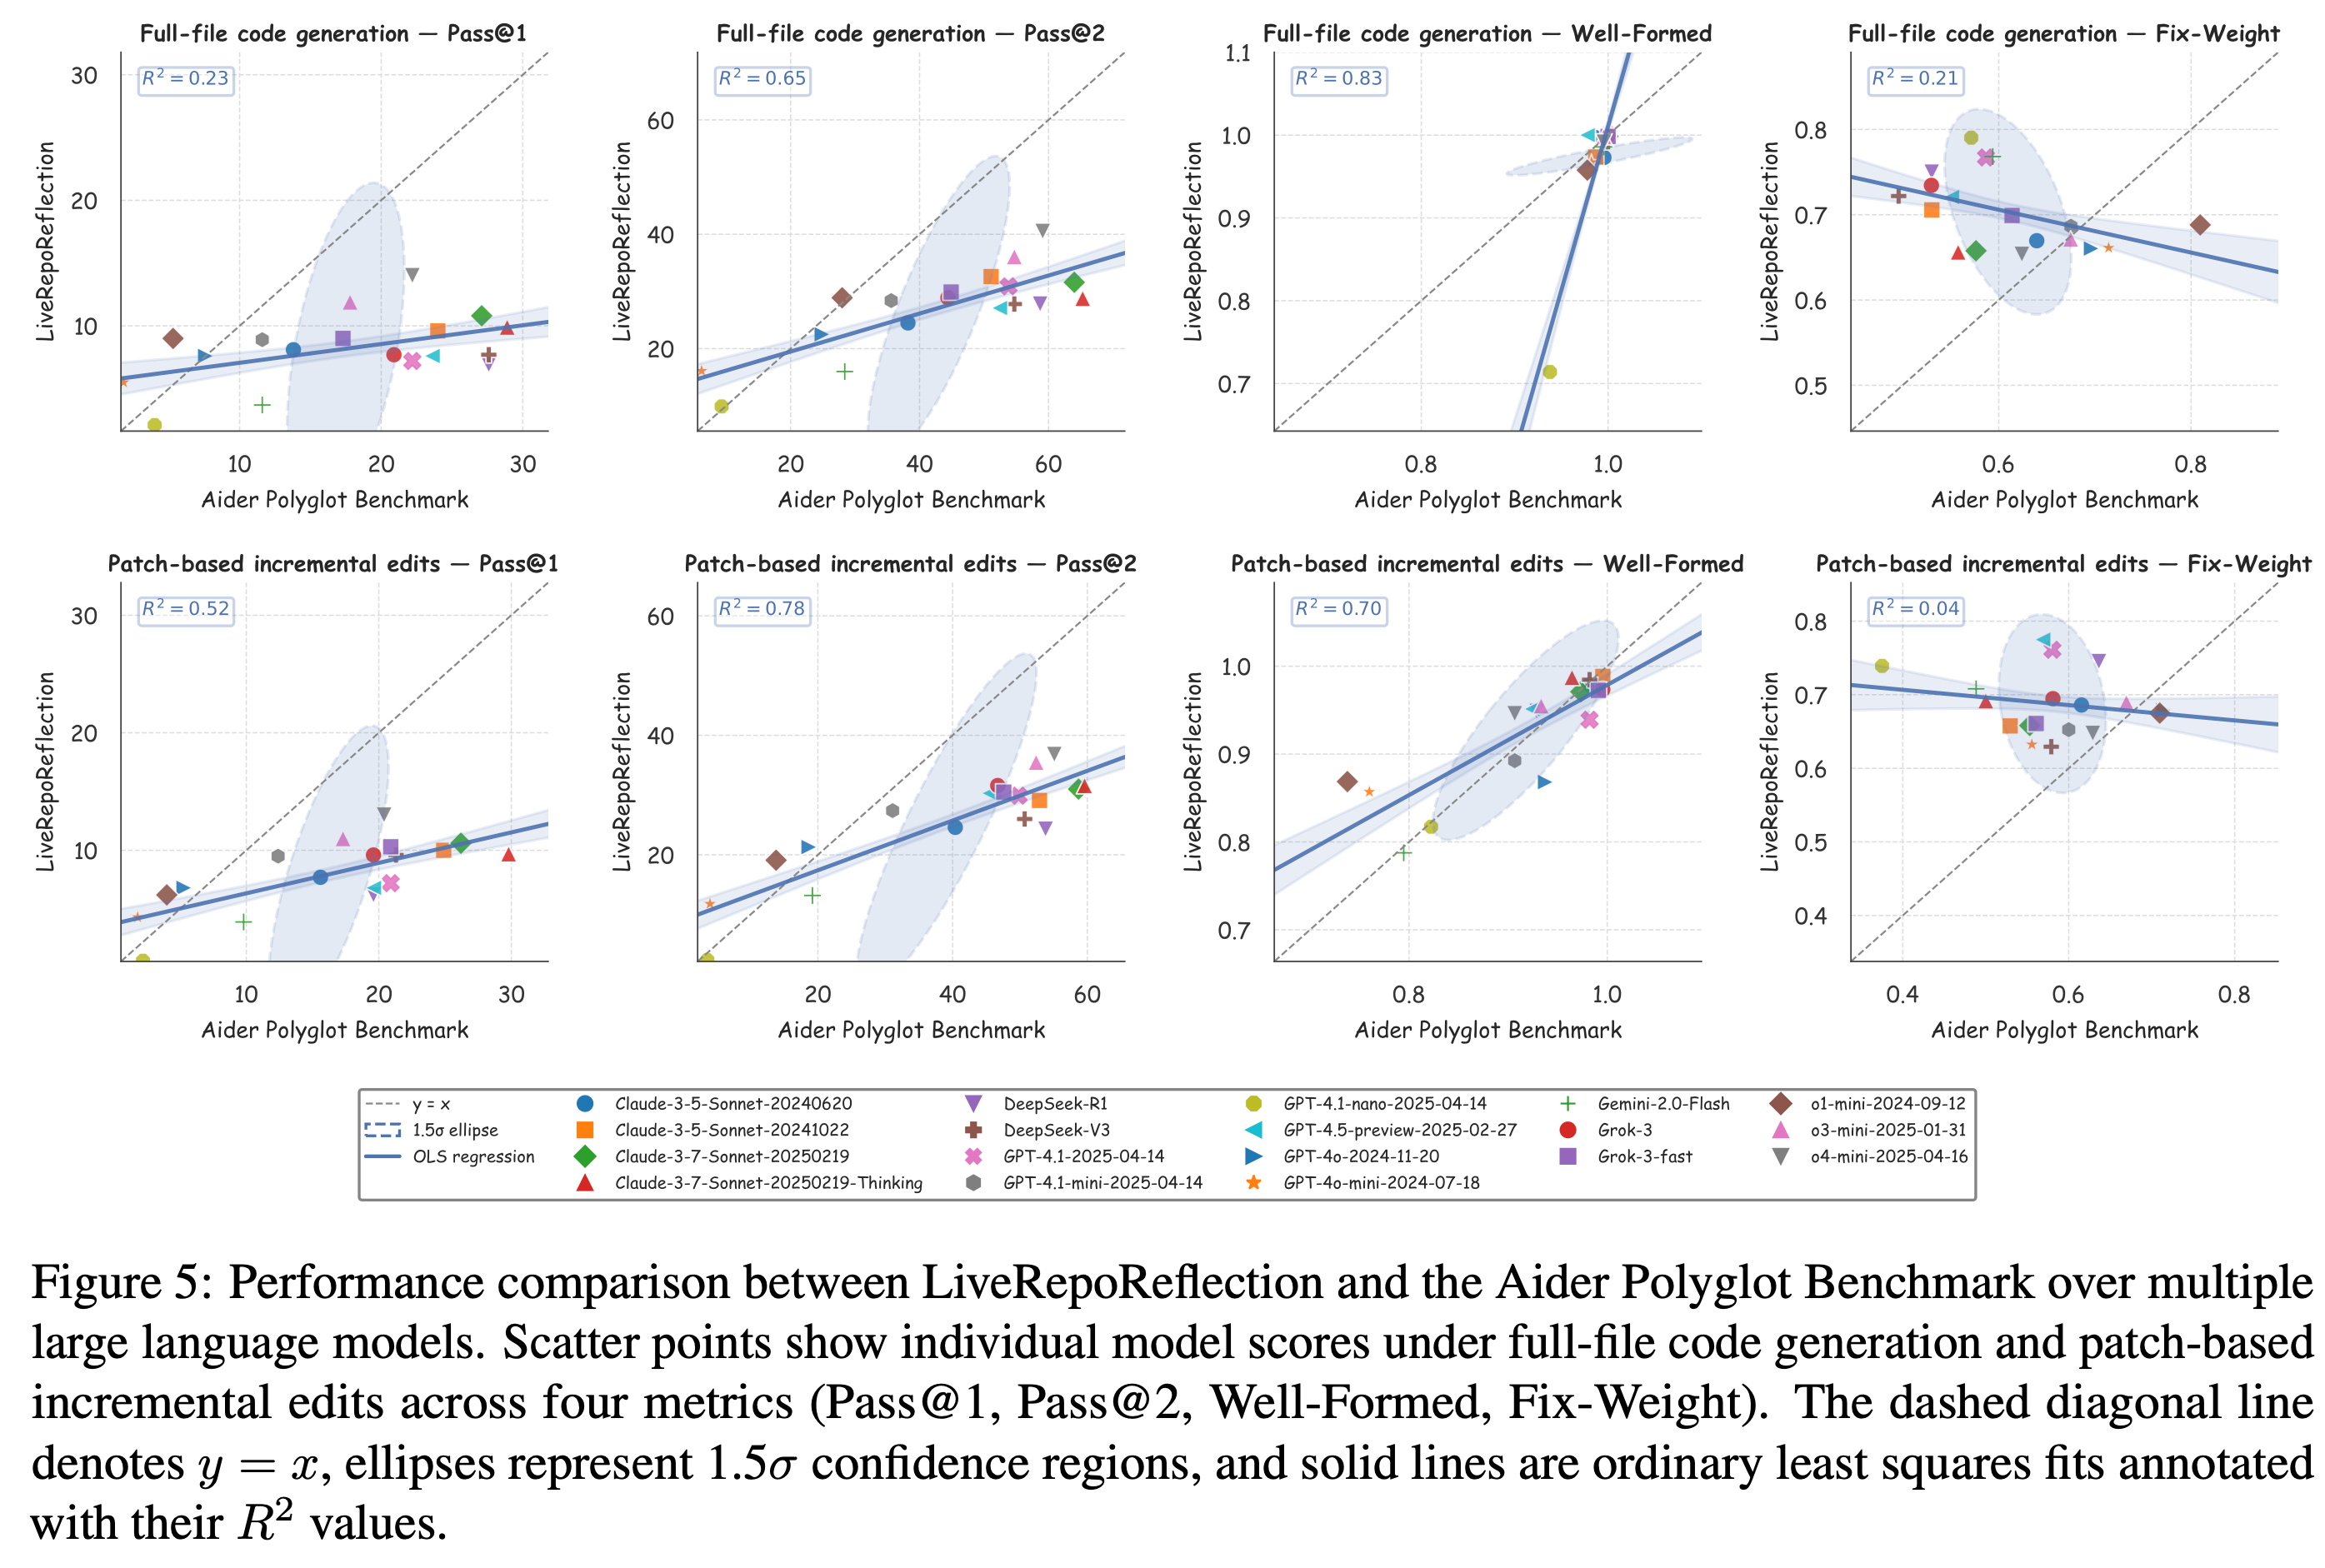 Full-file code generation — Pass@1
Full-file code generation — Pass@2
Full-file code generation — Well-Formed
Full-file code generation — Fix-Weight
R² = 0.23
30
20
10
LiveRepoReflection
10 20 30
Aider Polyglot Benchmark
R² = 0.65
60
40
20
LiveRepoReflection
20 40 60
Aider Polyglot Benchmark
R² = 0.83
1.1
1.0
0.9
0.8
0.7
LiveRepoReflection
0.8 1.0
Aider Polyglot Benchmark
R² = 0.21
0.8
0.7
0.6
0.5
LiveRepoReflection
0.6 0.8
Aider Polyglot Benchmark
Patch-based incremental edits — Pass@1
Patch-based incremental edits — Pass@2
Patch-based incremental edits — Well-Formed
Patch-based incremental edits — Fix-Weight
R² = 0.52
30
20
10
LiveRepoReflection
10 20 30
Aider Polyglot Benchmark
R² = 0.78
60
40
20
LiveRepoReflection
20 40 60
Aider Polyglot Benchmark
R² = 0.70
1.0
0.9
0.8
0.7
LiveRepoReflection
0.8 1.0
Aider Polyglot Benchmark
R² = 0.04
0.8
0.7
0.6
0.5
0.4
LiveRepoReflection
0.4 0.6 0.8
Aider Polyglot Benchmark
y = x
1.5σ ellipse
OLS regression
Claude-3-5-Sonnet-20240620
Claude-3-5-Sonnet-20241022
Claude-3-7-Sonnet-20250219
Claude-3-7-Sonnet-20250219-Thinking
DeepSeek-R1
DeepSeek-V3
GPT-4.1-2025-04-14
GPT-4.1-mini-2025-04-14
GPT-4.1-nano-2025-04-14
GPT-4.5-preview-2025-02-27
GPT-4o-2024-11-20
GPT-4o-mini-2024-07-18
Gemini-2.0-Flash
Grok-3
Grok-3-fast
o1-mini-2024-09-12
o3-mini-2025-01-31
o4-mini-2025-04-16
Figure 5: Performance comparison between LiveRepoReflection and the Aider Polyglot Benchmark over multiple
large language models. Scatter points show individual model scores under full-file code generation and patch-based
incremental edits across four metrics (Pass@1, Pass@2, Well-Formed, Fix-Weight). The dashed diagonal line
denotes y = x, ellipses represent 1.5σ confidence regions, and solid lines are ordinary least squares fits annotated
with their R² values.